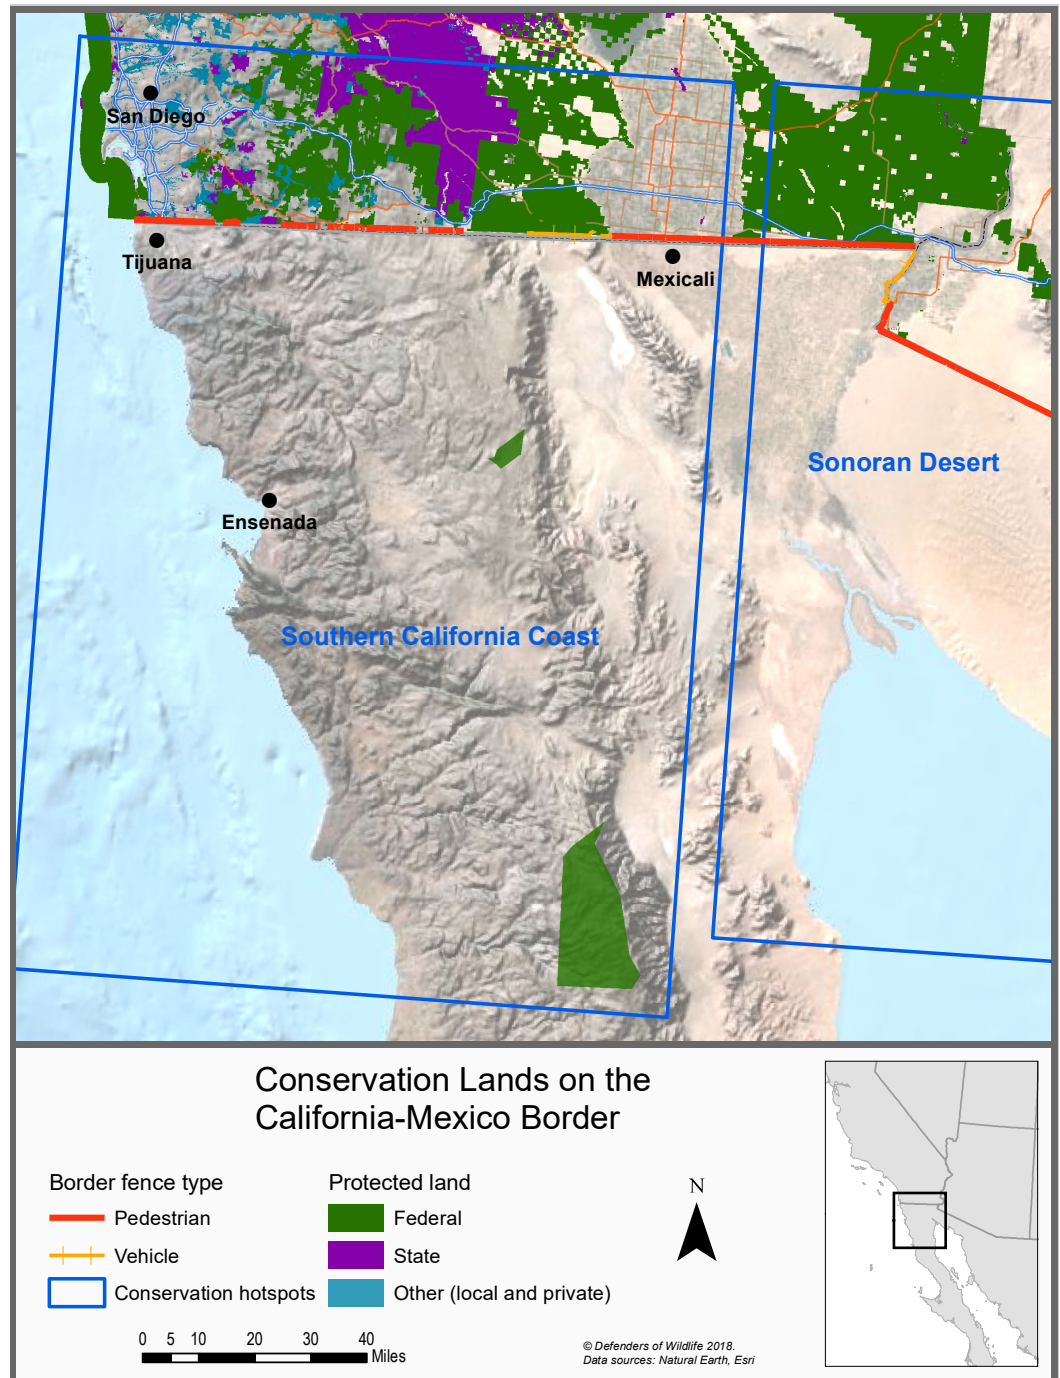 San Diego
Tijuana
Mexicali
Sonoran Desert
Ensenada
Southern California Coast
Conservation Lands on the
California-Mexico Border
Border fence type
Pedestrian
Vehicle
Conservation hotspots
Protected land
Federal
State
Other (local and private)
N
0 5 10 20 30 40
Miles
© Defenders of Wildlife 2018.
Data sources: Natural Earth, Esri